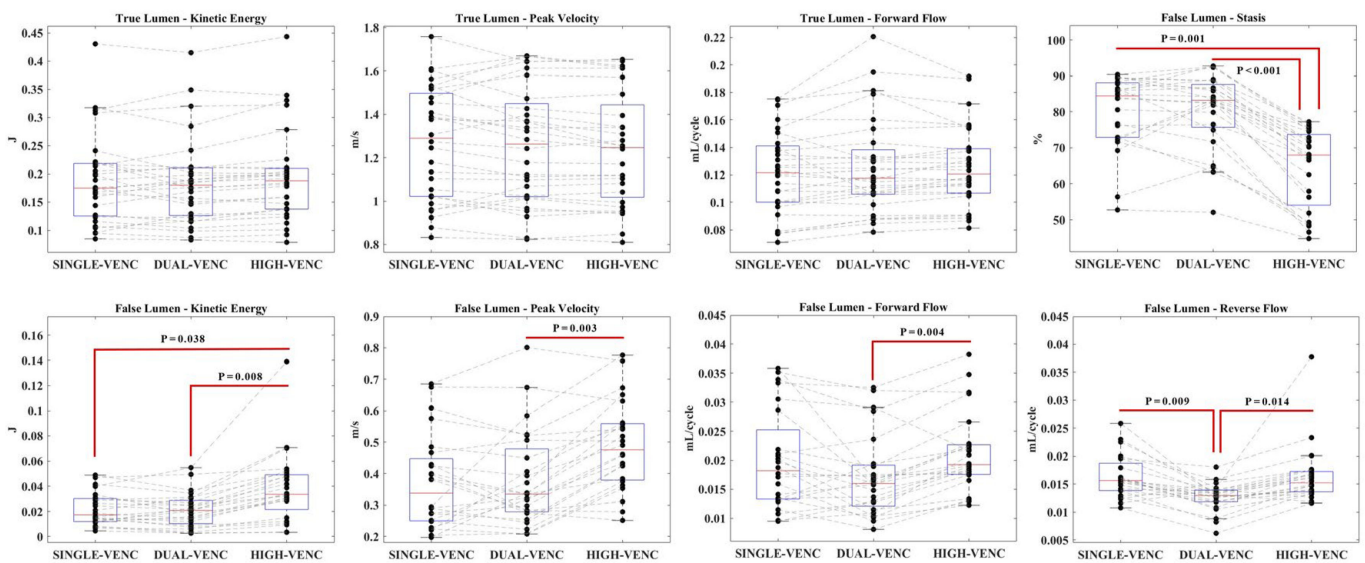 True Lumen - Kinetic Energy
0.45
0.4
0.35
0.3
0.25
0.2
0.15
0.1
J
SINGLE-VENC DUAL-VENC HIGH-VENC
True Lumen - Peak Velocity
1.8
1.6
1.4
1.2
1
0.8
m/s
SINGLE-VENC DUAL-VENC HIGH-VENC
True Lumen - Forward Flow
0.22
0.2
0.18
0.16
0.14
0.12
0.1
0.08
mL/cycle
SINGLE-VENC DUAL-VENC HIGH-VENC
False Lumen - Stasis
100
90
80
70
60
50
%
P = 0.001
P < 0.001
SINGLE-VENC DUAL-VENC HIGH-VENC
False Lumen - Kinetic Energy
0.16
0.14
0.12
0.1
0.08
0.06
0.04
0.02
0
J
P = 0.038
P = 0.008
SINGLE-VENC DUAL-VENC HIGH-VENC
False Lumen - Peak Velocity
0.9
0.8
0.7
0.6
0.5
0.4
0.3
0.2
m/s
P = 0.003
SINGLE-VENC DUAL-VENC HIGH-VENC
False Lumen - Forward Flow
0.045
0.04
0.035
0.03
0.025
0.02
0.015
0.01
mL/cycle
P = 0.004
SINGLE-VENC DUAL-VENC HIGH-VENC
False Lumen - Reverse Flow
0.045
0.04
0.035
0.03
0.025
0.02
0.015
0.01
0.005
mL/cycle
P = 0.009
P = 0.014
SINGLE-VENC DUAL-VENC HIGH-VENC